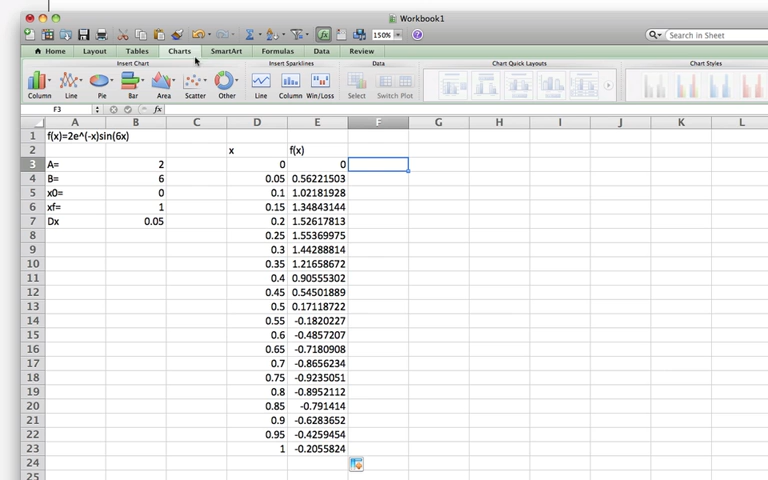 Workbook1
150%
Search in Sheet
Home Layout Tables Charts SmartArt Formulas Data Review
Insert Chart Insert Sparklines Data Chart Quick Layouts Chart Styles
Column Line Pie Bar Area Scatter Other Line Column Win/Loss Select Switch Plot
F3 fx
A B C D E F G H I J K L
1 f(x)=2e^(-x)sin(6x)
2 x f(x)
3 A= 2 0 0
4 B= 6 0.05 0.56221503
5 x0= 0 0.1 1.02181928
6 xf= 1 0.15 1.34843144
7 Dx 0.05 0.2 1.52617813
8 0.25 1.55369975
9 0.3 1.44288814
10 0.35 1.21658672
11 0.4 0.90555302
12 0.45 0.54501889
13 0.5 0.17118722
14 0.55 -0.1820227
15 0.6 -0.4857207
16 0.65 -0.7180908
17 0.7 -0.8656234
18 0.75 -0.9235051
19 0.8 -0.8952112
20 0.85 -0.791414
21 0.9 -0.6283652
22 0.95 -0.4259454
23 1 -0.2055824
24
25